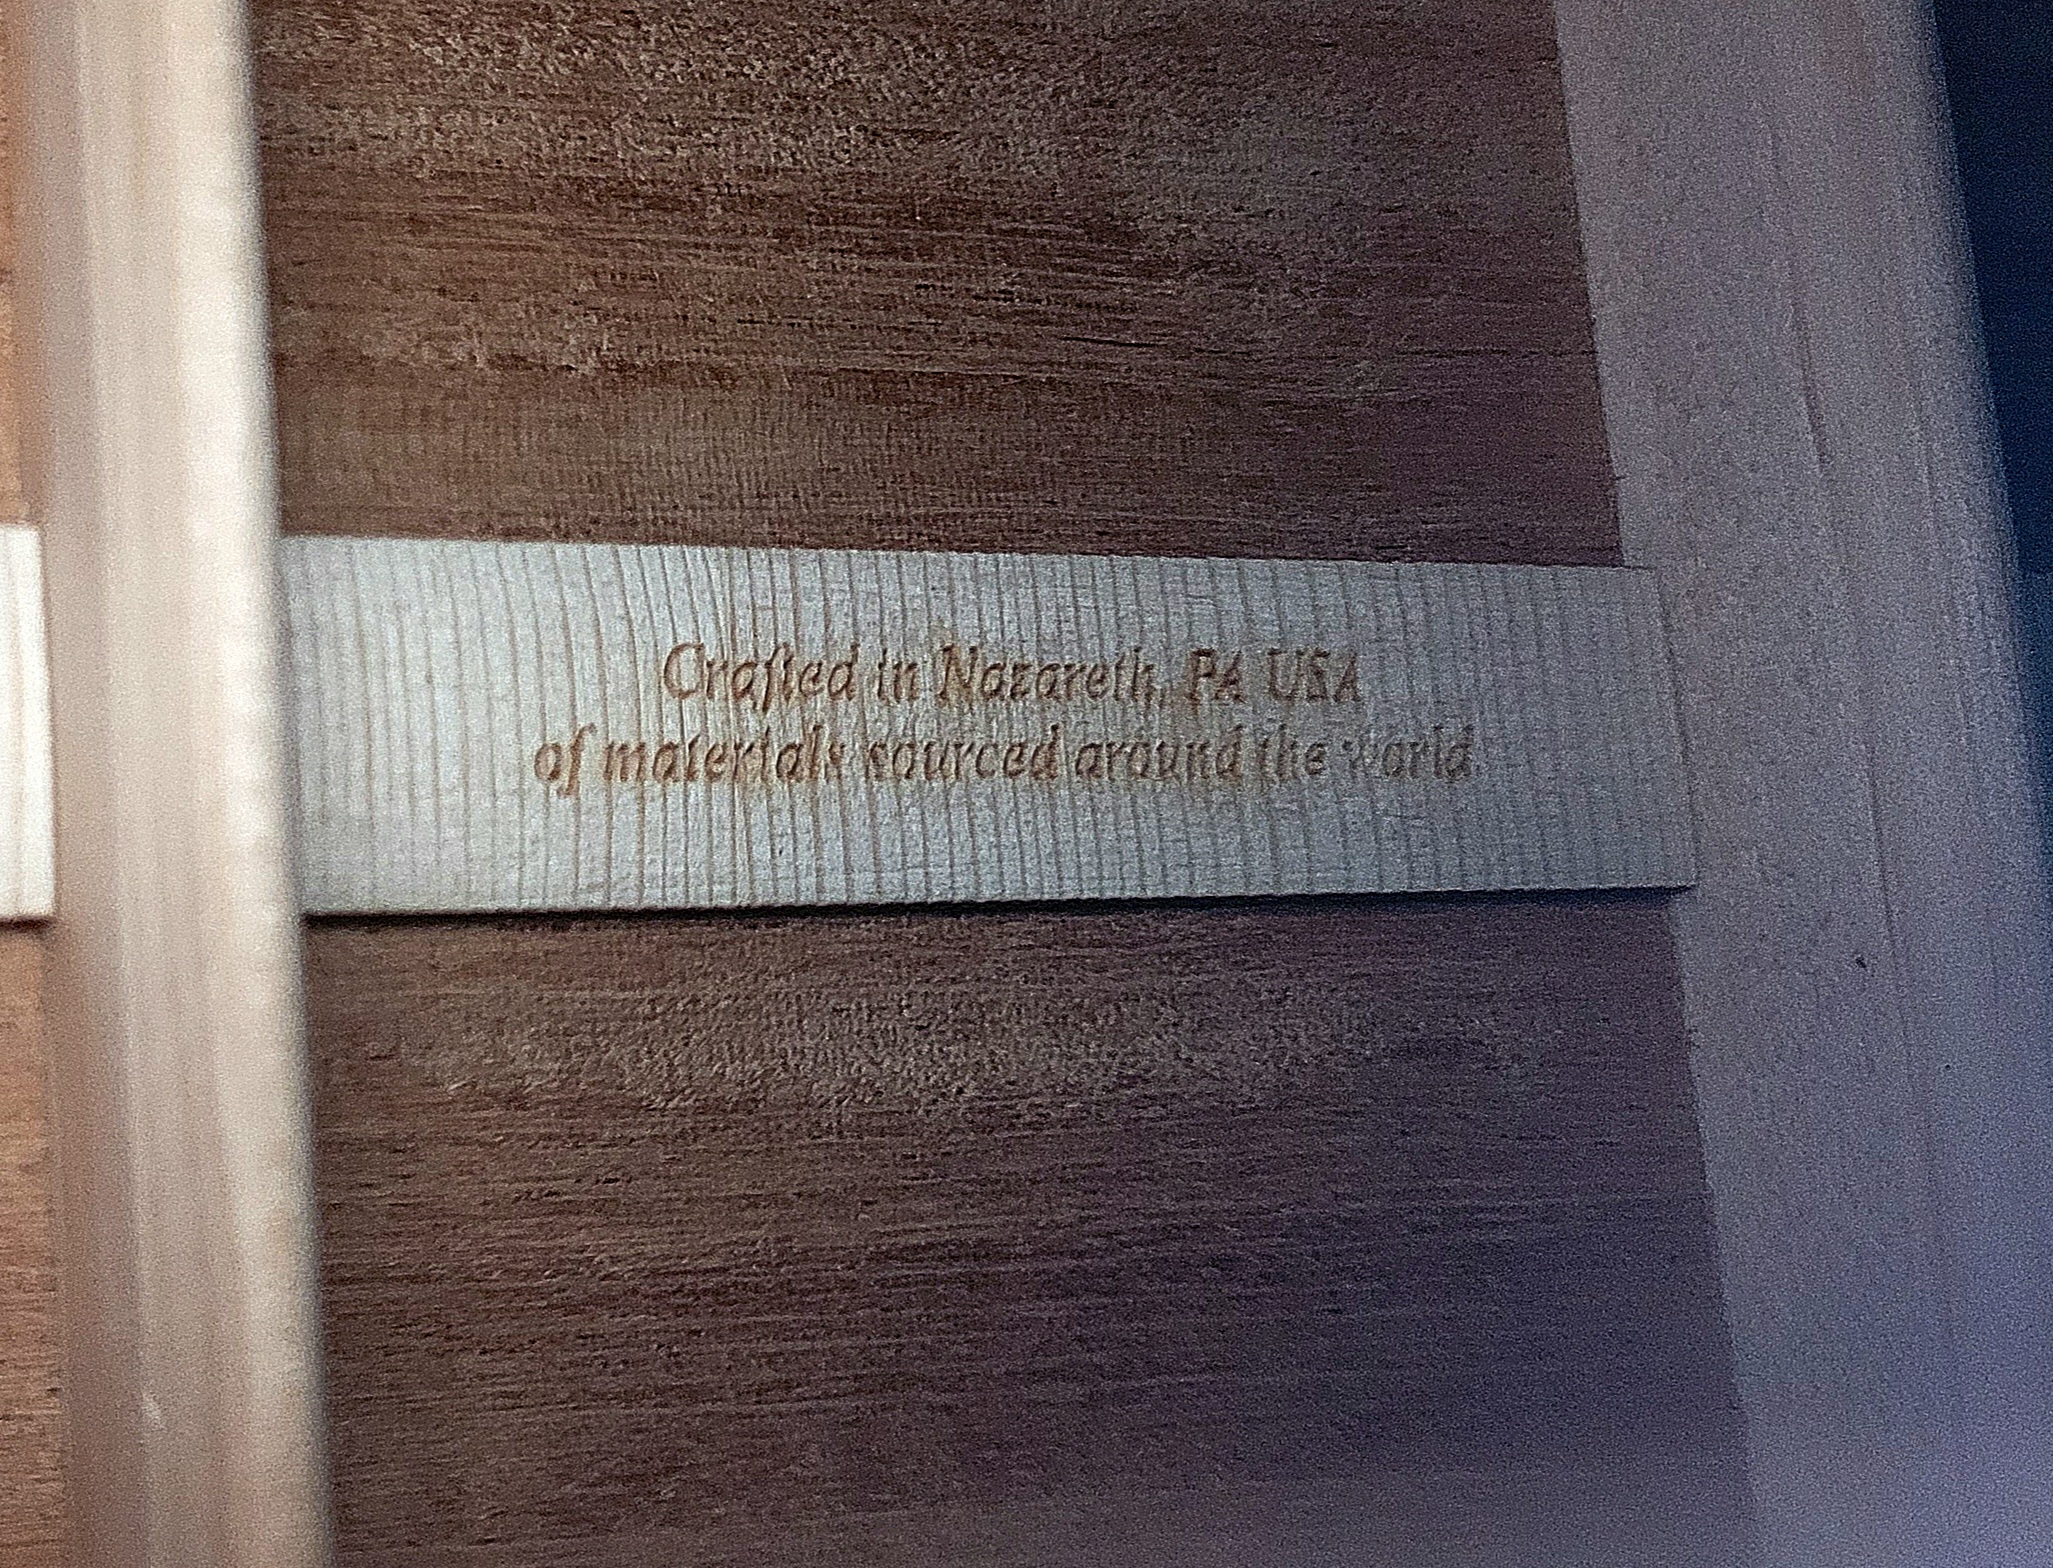 Crafted in Nazareth, PA USA
of materials sourced around the world